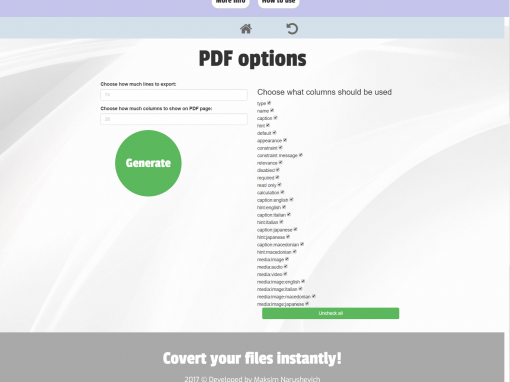 More info
How to use
PDF options
Choose how much lines to export:
Choose how much columns to show on PDF page:
Generate
Choose what columns should be used
type
name
caption
hint
default
appearance
constraint
constraint message
relevance
disabled
required
read only
calculation
caption:english
hint:english
caption:italian
hint:italian
caption:japanese
hint:japanese
caption:macedonian
hint:macedonian
media:image
media:audio
media:video
media:image:english
media:image:italian
media:image:macedonian
media:image:japanese
Uncheck all
Covert your files instantly!
2017 © Developed by Maksim Narushevich